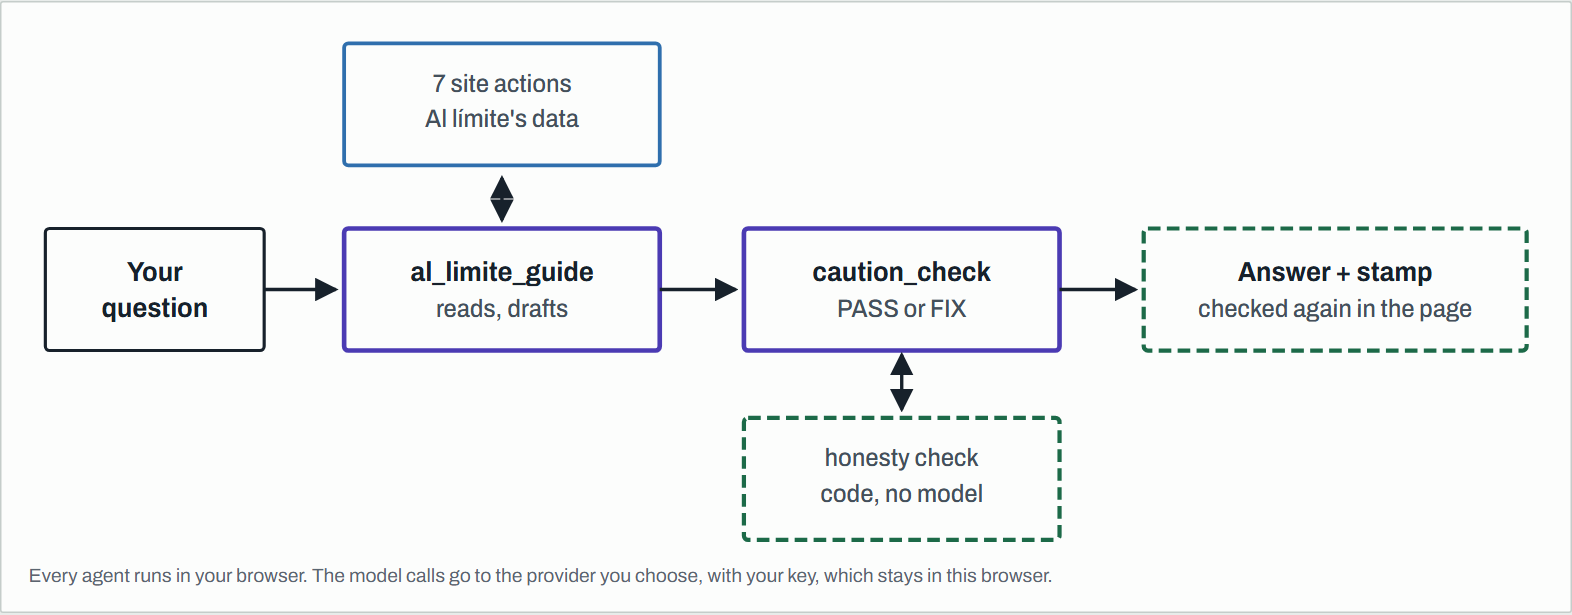 7 site actions
Al límite's data
Your
question
al_limite_guide
reads, drafts
caution_check
PASS or FIX
Answer + stamp
checked again in the page
honesty check
code, no model
Every agent runs in your browser. The model calls go to the provider you choose, with your key, which stays in this browser.